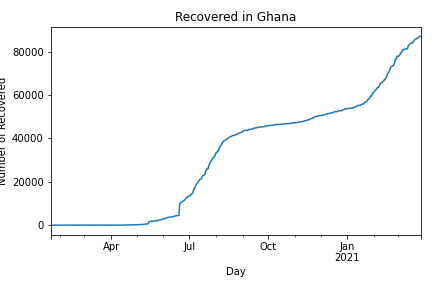 Recovered in Ghana
Number of Recovered
80000
60000
40000
20000
0
Apr
Jul
Oct
Jan
2021
Day